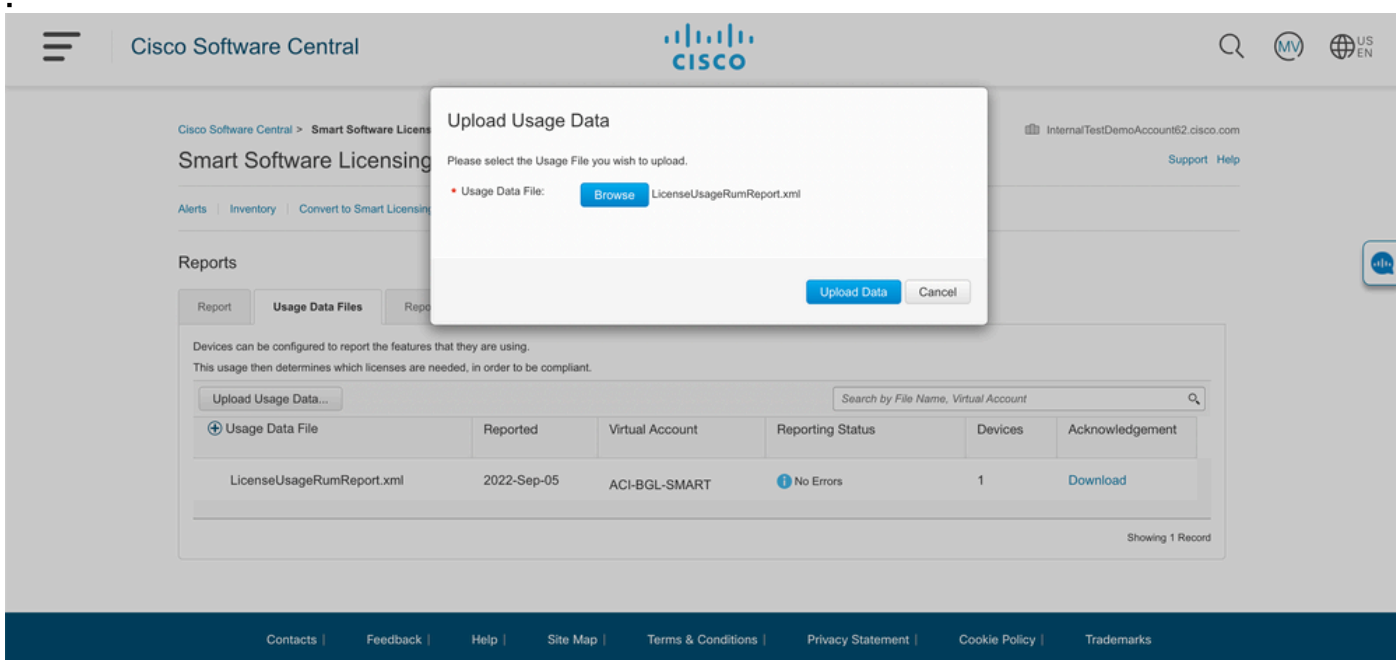 Cisco Software Central
CISCO
MV
US
EN
Cisco Software Central > Smart Software Licens
InternalTestDemoAccount62.cisco.com
Smart Software Licensing
Support Help
Alerts | Inventory | Convert to Smart Licensing
Upload Usage Data
Please select the Usage File you wish to upload.
* Usage Data File: Browse LicenseUsageRumReport.xml
Upload Data Cancel
Reports
Report Usage Data Files Repo
Devices can be configured to report the features that they are using.
This usage then determines which licenses are needed, in order to be compliant.
Upload Usage Data... Search by File Name, Virtual Account
Usage Data File Reported Virtual Account Reporting Status Devices Acknowledgement
LicenseUsageRumReport.xml 2022-Sep-05 ACI-BGL-SMART No Errors 1 Download
Showing 1 Record
Contacts | Feedback | Help | Site Map | Terms & Conditions | Privacy Statement | Cookie Policy | Trademarks